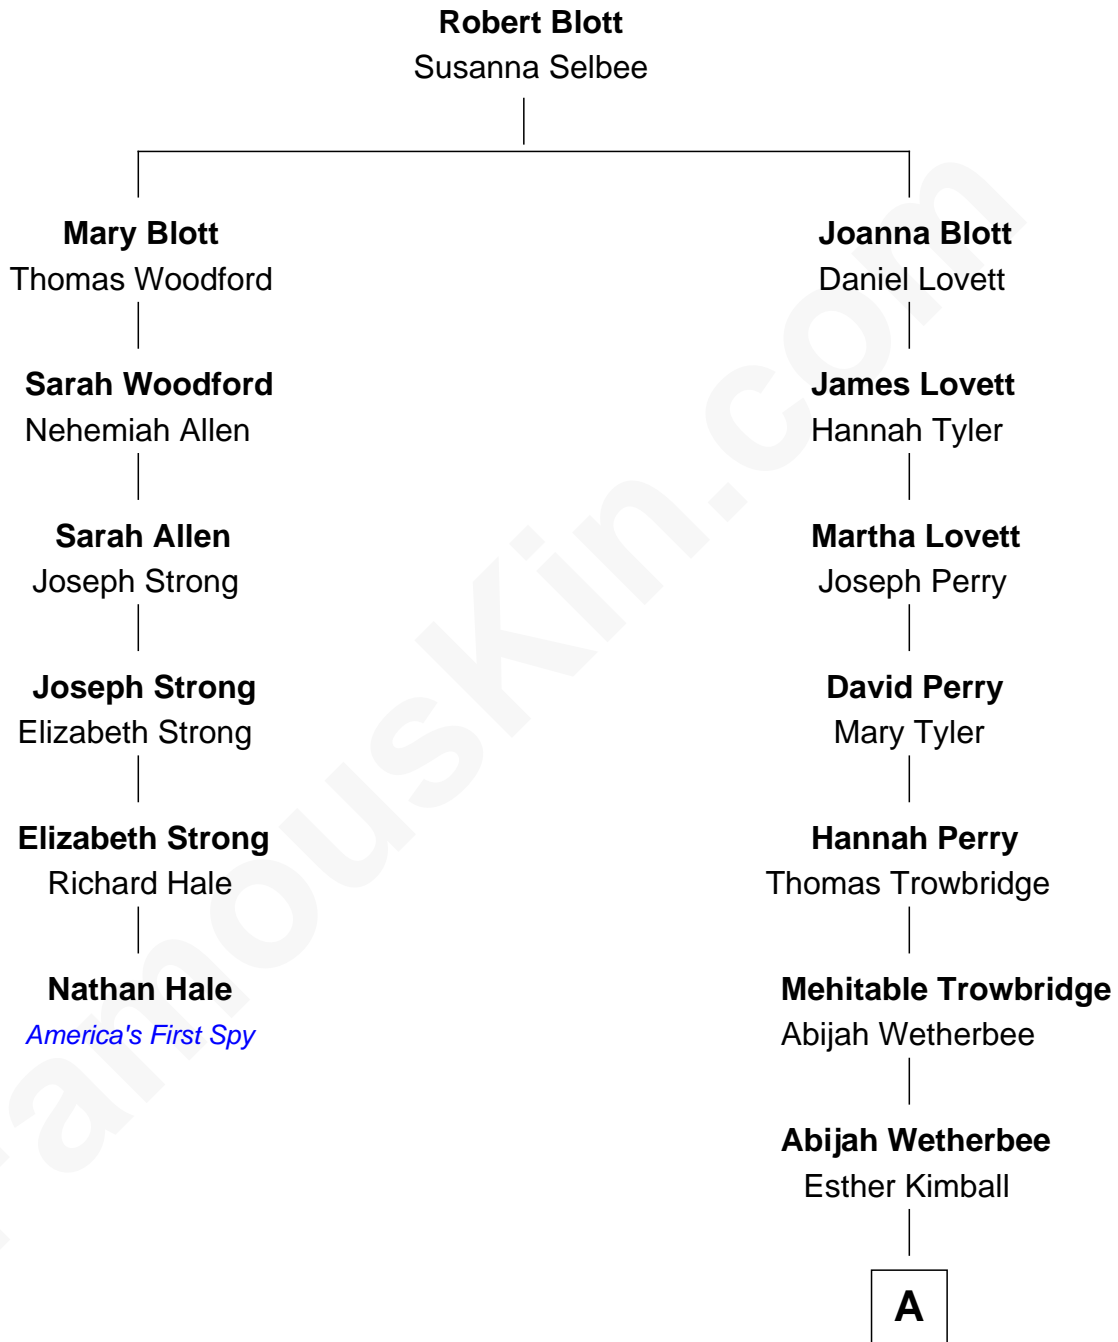 Robert Blott
Susanna Selbee
Mary Blott
Thomas Woodford
Joanna Blott
Daniel Lovett
Sarah Woodford
Nehemiah Allen
James Lovett
Hannah Tyler
Sarah Allen
Joseph Strong
Martha Lovett
Joseph Perry
Joseph Strong
Elizabeth Strong
David Perry
Mary Tyler
Elizabeth Strong
Richard Hale
Hannah Perry
Thomas Trowbridge
Nathan Hale
America's First Spy
Mehitable Trowbridge
Abijah Wetherbee
Abijah Wetherbee
Esther Kimball
A
FamousKin.com